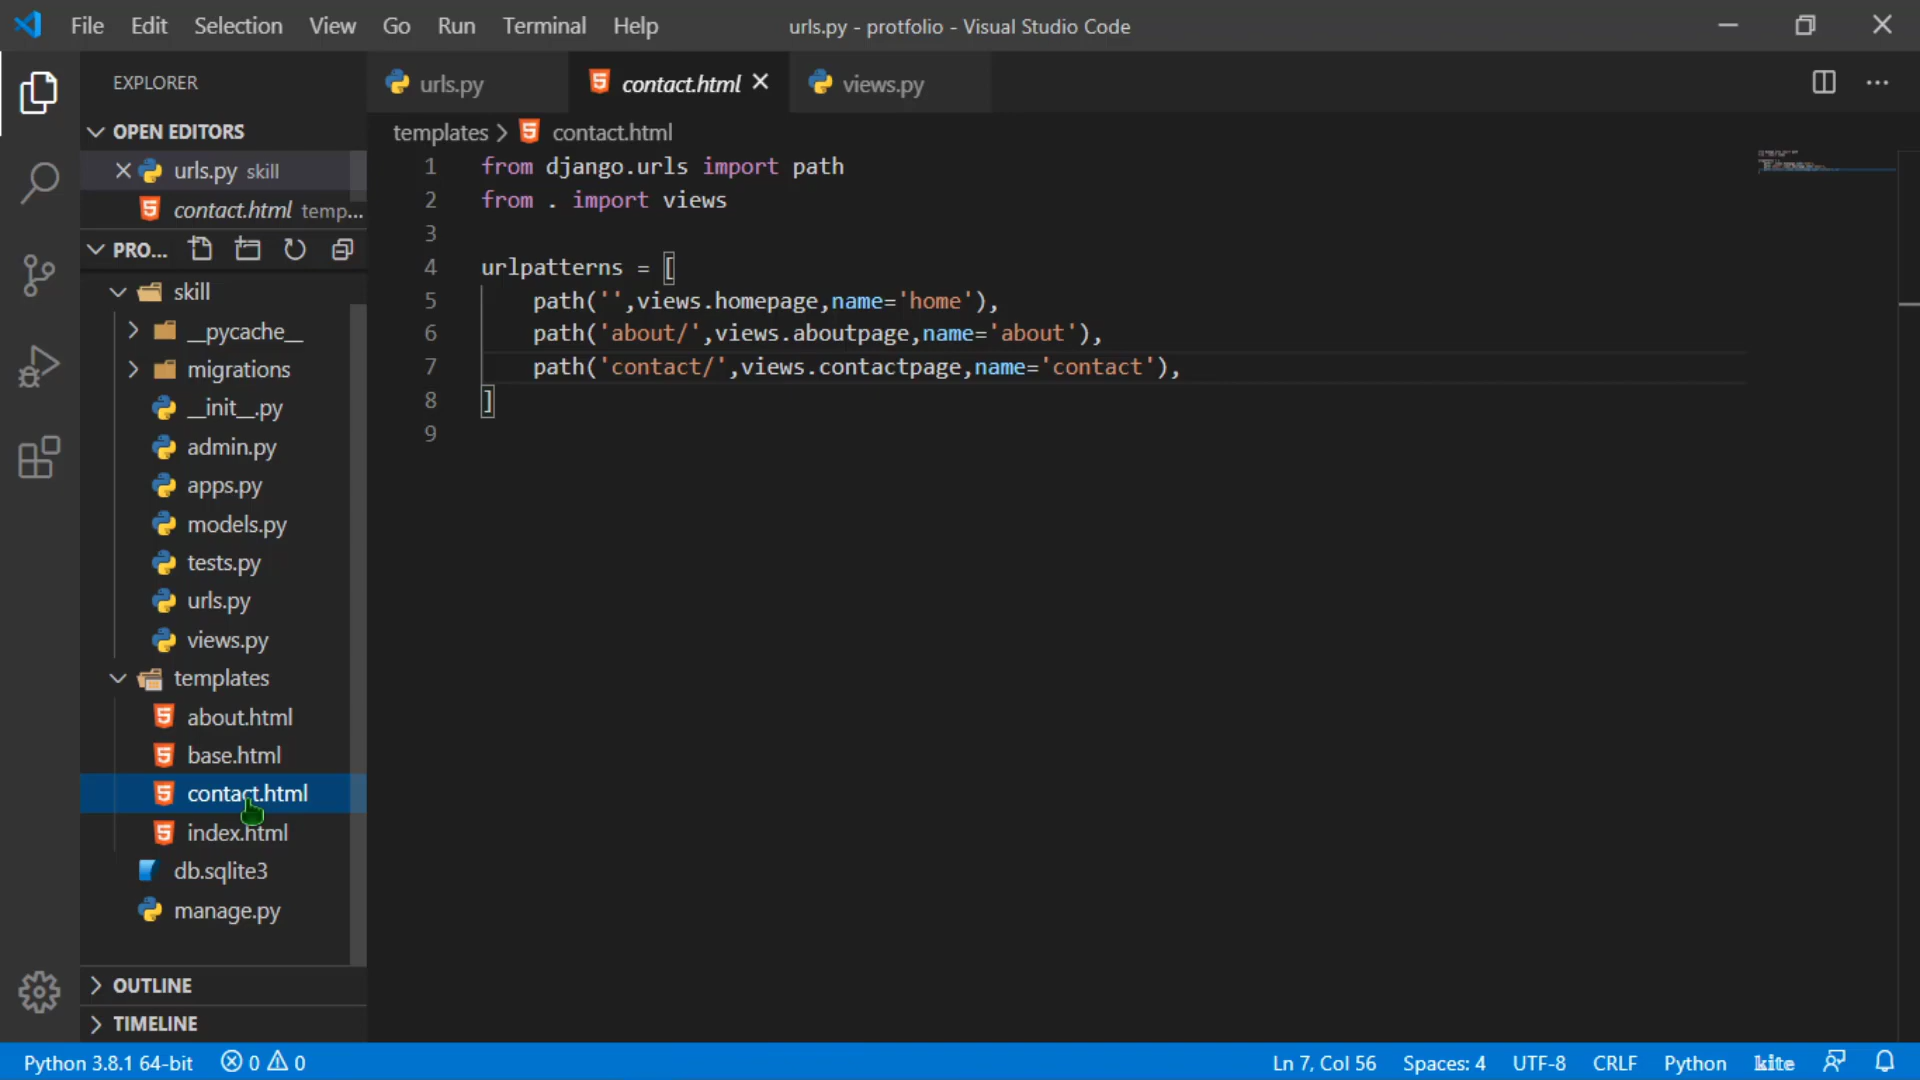 File Edit Selection View Go Run Terminal Help
urls.py - protfolio - Visual Studio Code
EXPLORER
OPEN EDITORS
urls.py skill
contact.html temp...
PRO...
skill
__pycache__
migrations
__init__.py
admin.py
apps.py
models.py
tests.py
urls.py
views.py
templates
about.html
base.html
contact.html
index.html
db.sqlite3
manage.py
OUTLINE
TIMELINE
urls.py contact.html views.py
templates > contact.html
1 from django.urls import path
2 from . import views
3
4 urlpatterns = [
5 path('',views.homepage,name='home'),
6 path('about/',views.aboutpage,name='about'),
7 path('contact/',views.contactpage,name='contact'),
8 ]
9
Python 3.8.1 64-bit 0 0 Ln 7, Col 56 Spaces: 4 UTF-8 CRLF Python kite